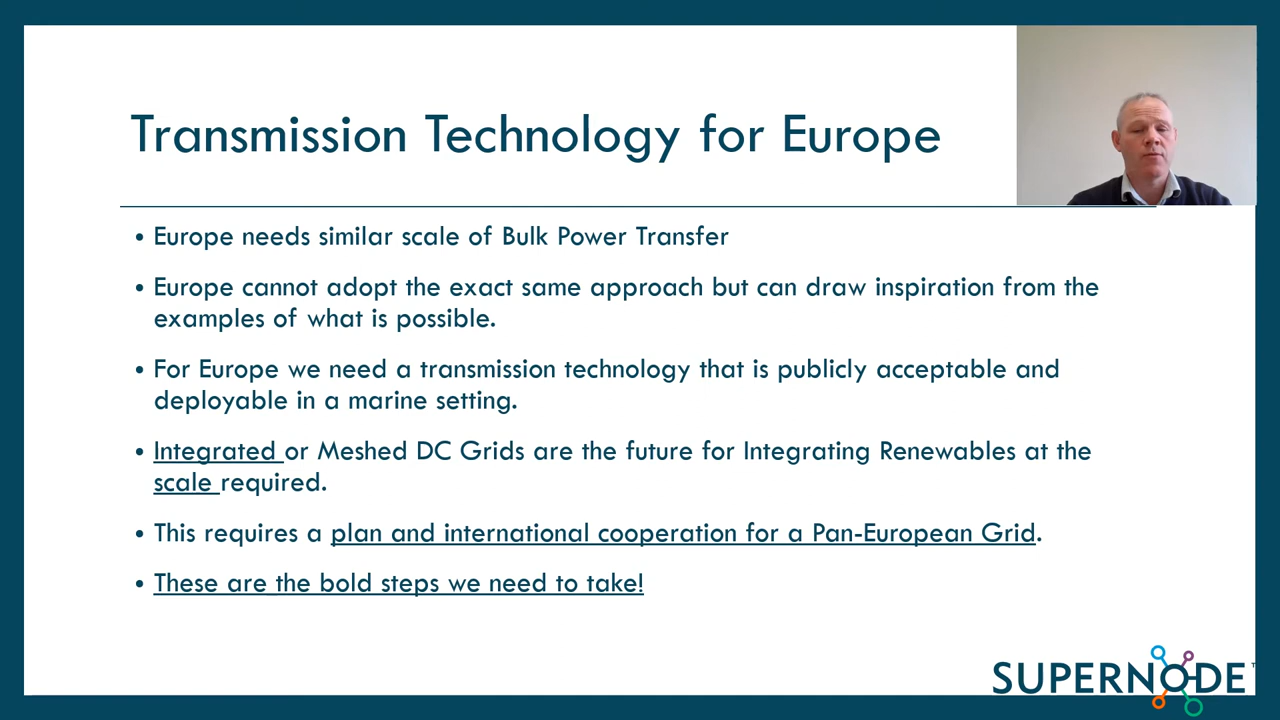 Transmission Technology for Europe
• Europe needs similar scale of Bulk Power Transfer
• Europe cannot adopt the exact same approach but can draw inspiration from the
examples of what is possible.
• For Europe we need a transmission technology that is publicly acceptable and
deployable in a marine setting.
• Integrated or Meshed DC Grids are the future for Integrating Renewables at the
scale required.
• This requires a plan and international cooperation for a Pan-European Grid.
• These are the bold steps we need to take!
SUPERNODE™